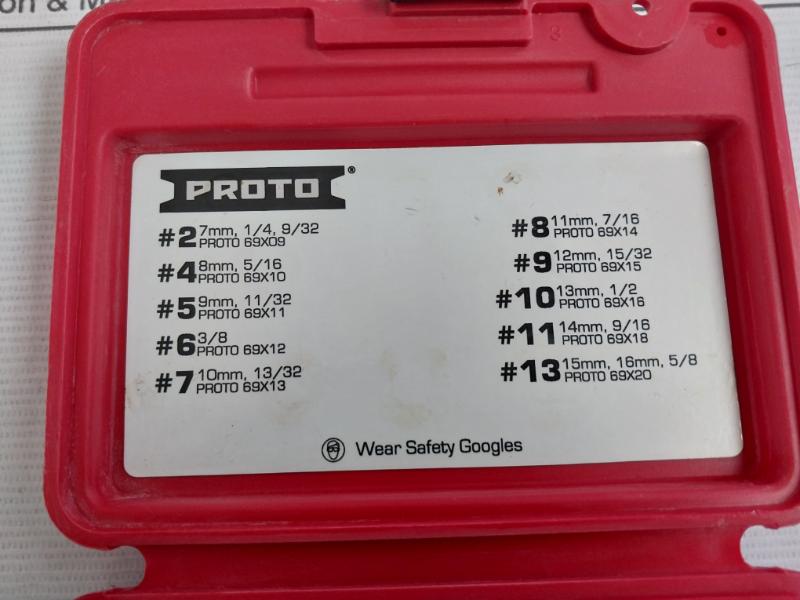 on & M
8
PROTO®
#2 7mm, 1/4, 9/32
PROTO 69X09
#4 8mm, 5/16
PROTO 69X10
#5 9mm, 11/32
PROTO 69X11
#6 3/8
PROTO 69X12
#7 10mm, 13/32
PROTO 69X13
#8 11mm, 7/16
PROTO 69X14
#9 12mm, 15/32
PROTO 69X15
#10 13mm, 1/2
PROTO 69X16
#11 14mm, 9/16
PROTO 69X18
#13 15mm, 16mm, 5/8
PROTO 69X20
Wear Safety Googles